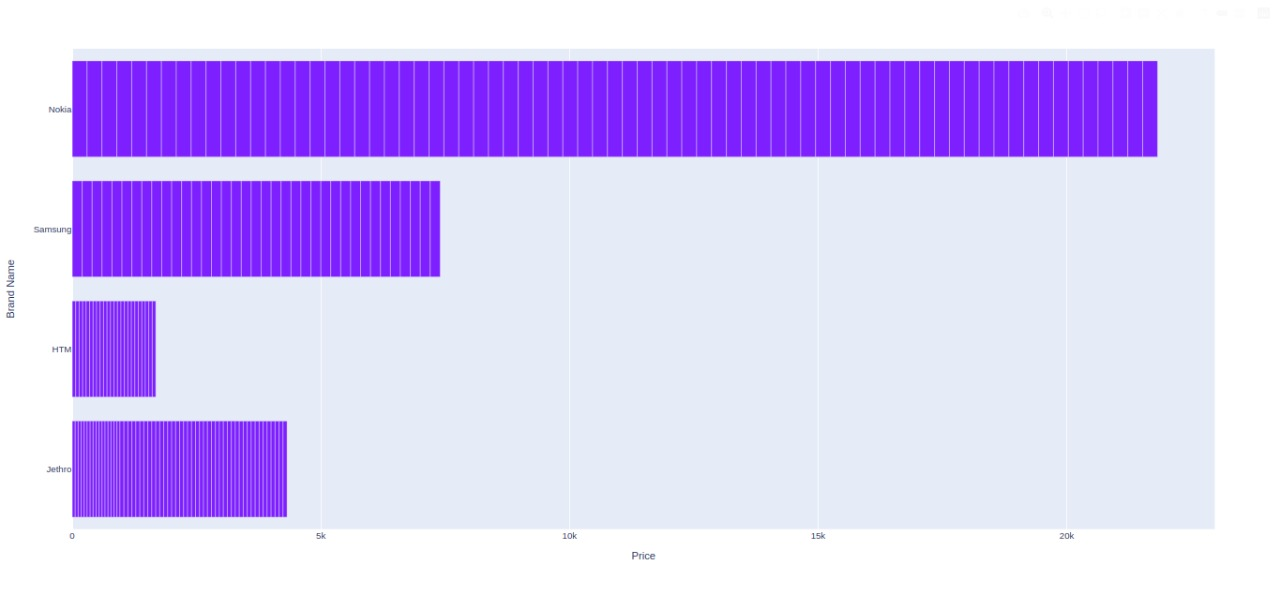 Nokia
Samsung
HTM
Jethro
Brand Name
0 5k 10k 15k 20k
Price